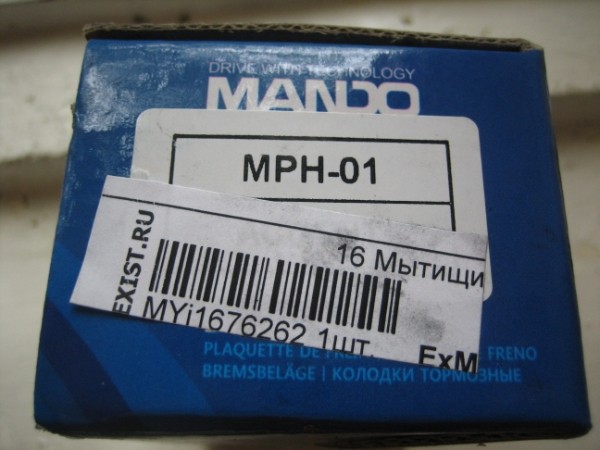 DRIVE WITH TECHNOLOGY
MANDO
MPH-01
EXIST.RU
16 Мытищи
MYi1676262 1шт.
ExM
PLAQUETTE DE FRENO
BREMSBELÄGE | КОЛОДКИ ТОРМОЗНЫЕ